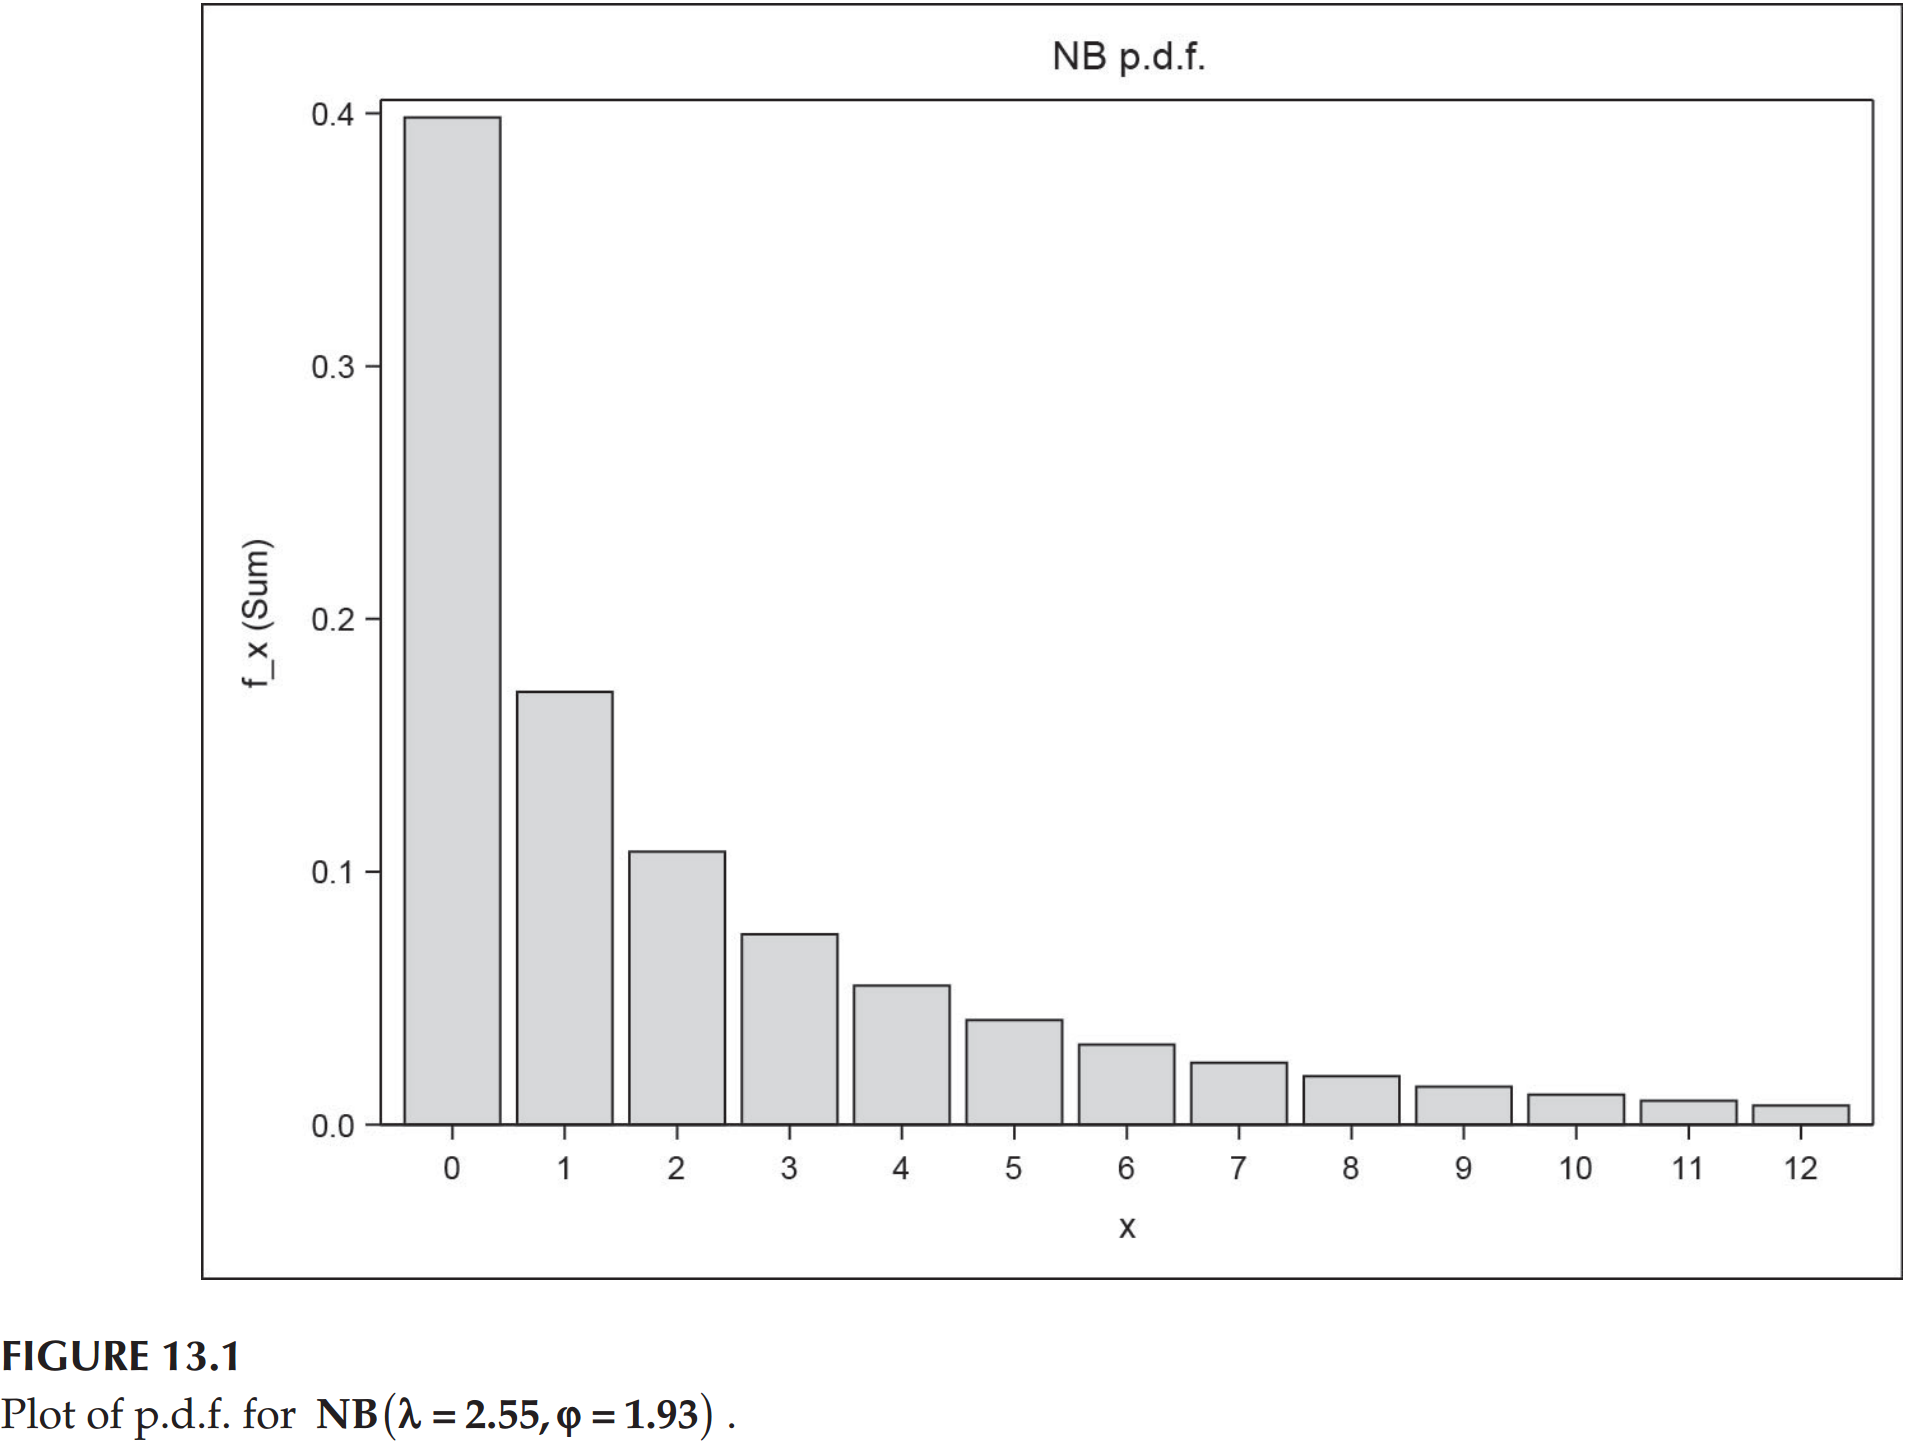 NB p.d.f.
0.4
0.3
0.2
0.1
0.0
f_x (Sum)
0 1 2 3 4 5 6 7 8 9 10 11 12
x
FIGURE 13.1
Plot of p.d.f. for NB(λ = 2.55, φ = 1.93) .